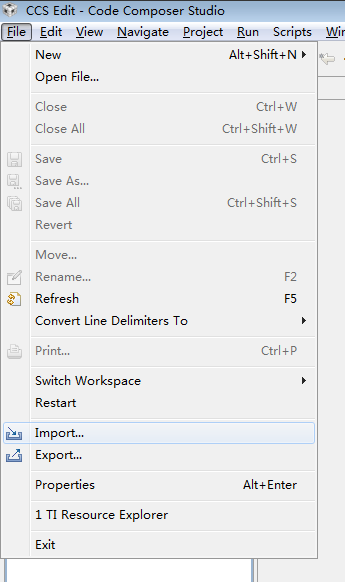 CCS Edit - Code Composer Studio
File Edit View Navigate Project Run Scripts
New Alt+Shift+N
Open File...
Close Ctrl+W
Close All Ctrl+Shift+W
Save Ctrl+S
Save As...
Save All Ctrl+Shift+S
Revert
Move...
Rename... F2
Refresh F5
Convert Line Delimiters To
Print... Ctrl+P
Switch Workspace
Restart
Import...
Export...
Properties Alt+Enter
1 TI Resource Explorer
Exit